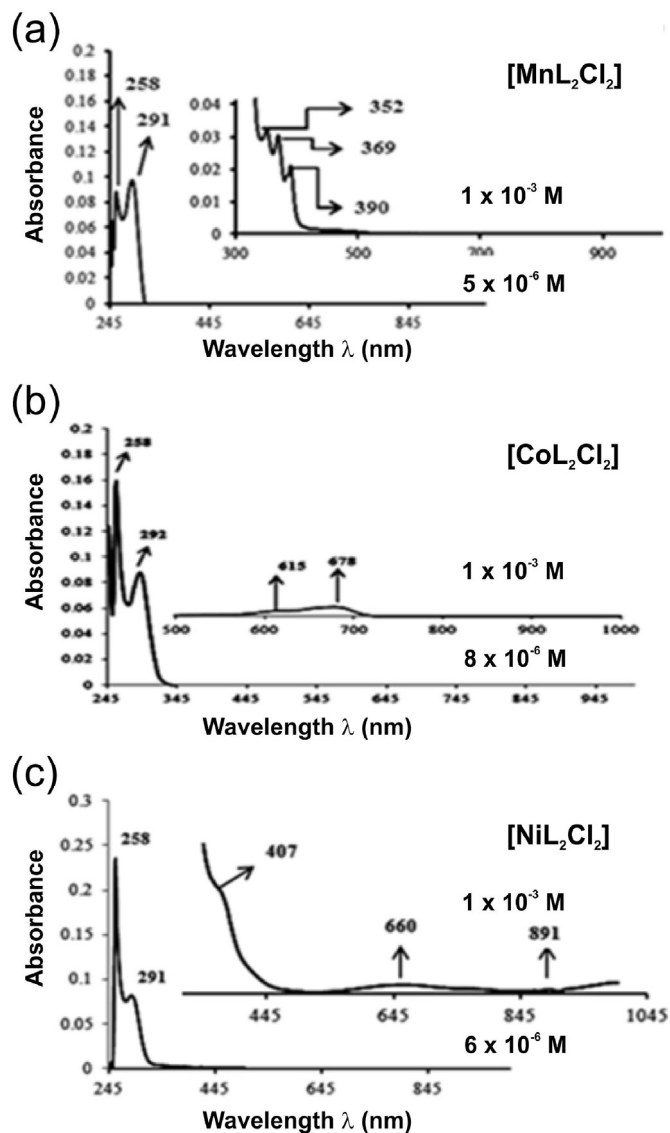 (a)
[MnL₂Cl₂]
0.2
0.18
0.16
0.14
0.12
0.1
0.08
0.06
0.04
0.02
0
258
291
0.04
0.03
0.02
0.01
0
352
369
390
300 500 700 900
1 x 10⁻³ M
5 x 10⁻⁶ M
245 445 645 845
Absorbance
Wavelength λ (nm)
(b)
[CoL₂Cl₂]
0.2
0.18
0.16
0.14
0.12
0.1
0.08
0.06
0.04
0.02
0
258
292
615 678
500 600 700 800 900 1000
1 x 10⁻³ M
8 x 10⁻⁶ M
245 345 445 545 645 745 845 945
Absorbance
Wavelength λ (nm)
(c)
[NiL₂Cl₂]
0.3
0.25
0.2
0.15
0.1
0.05
0
258
291
407
660
891
445 645 845 1045
1 x 10⁻³ M
6 x 10⁻⁶ M
245 445 645 845
Absorbance
Wavelength λ (nm)